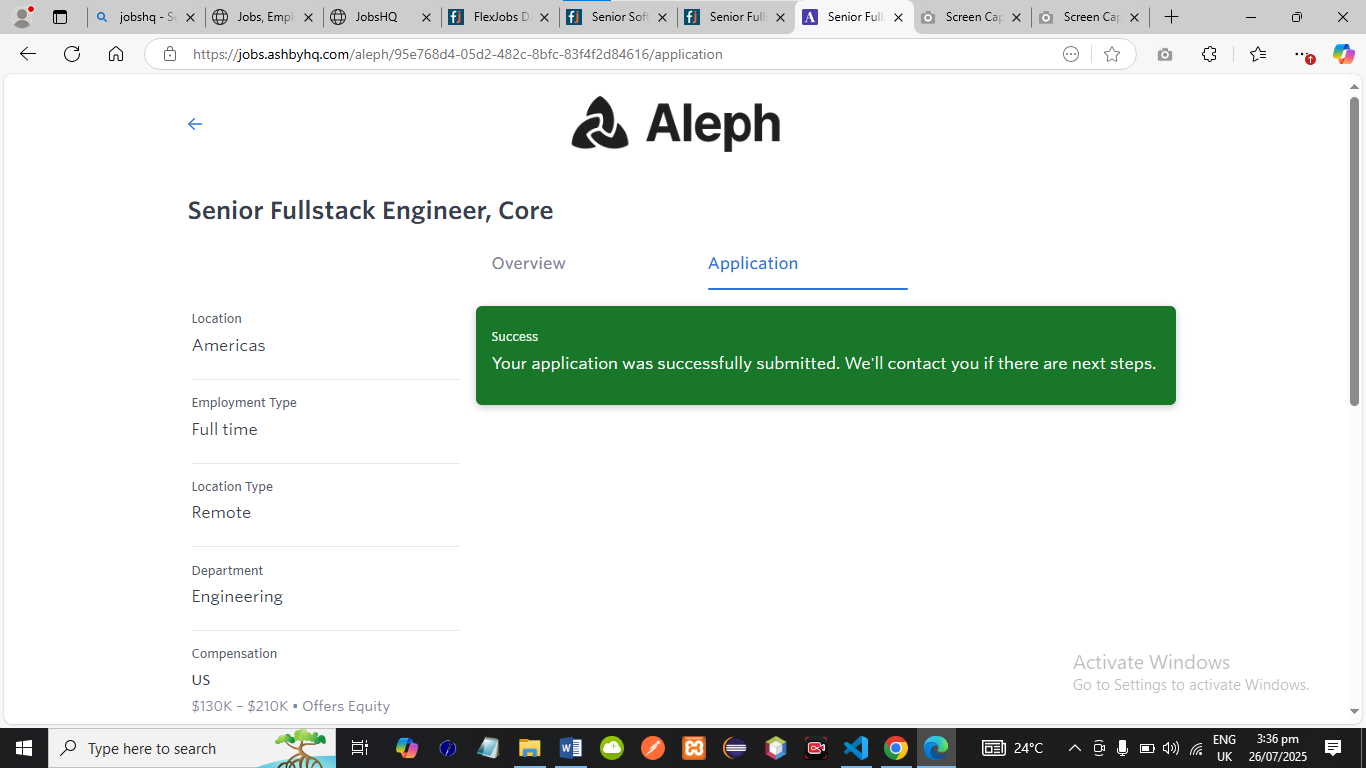 jobshq - Se
Jobs, Empl
JobsHQ
FlexJobs D
Senior Soft
Senior Full
Senior Full
Screen Cap
Screen Cap
https://jobs.ashbyhq.com/aleph/95e768d4-05d2-482c-8bfc-83f4f2d84616/application
Aleph
Senior Fullstack Engineer, Core
Overview
Application
Location
Americas
Employment Type
Full time
Location Type
Remote
Department
Engineering
Compensation
US
$130K – $210K • Offers Equity
Success
Your application was successfully submitted. We'll contact you if there are next steps.
Activate Windows
Go to Settings to activate Windows.
Type here to search
24°C
ENG
UK
3:36 pm
26/07/2025